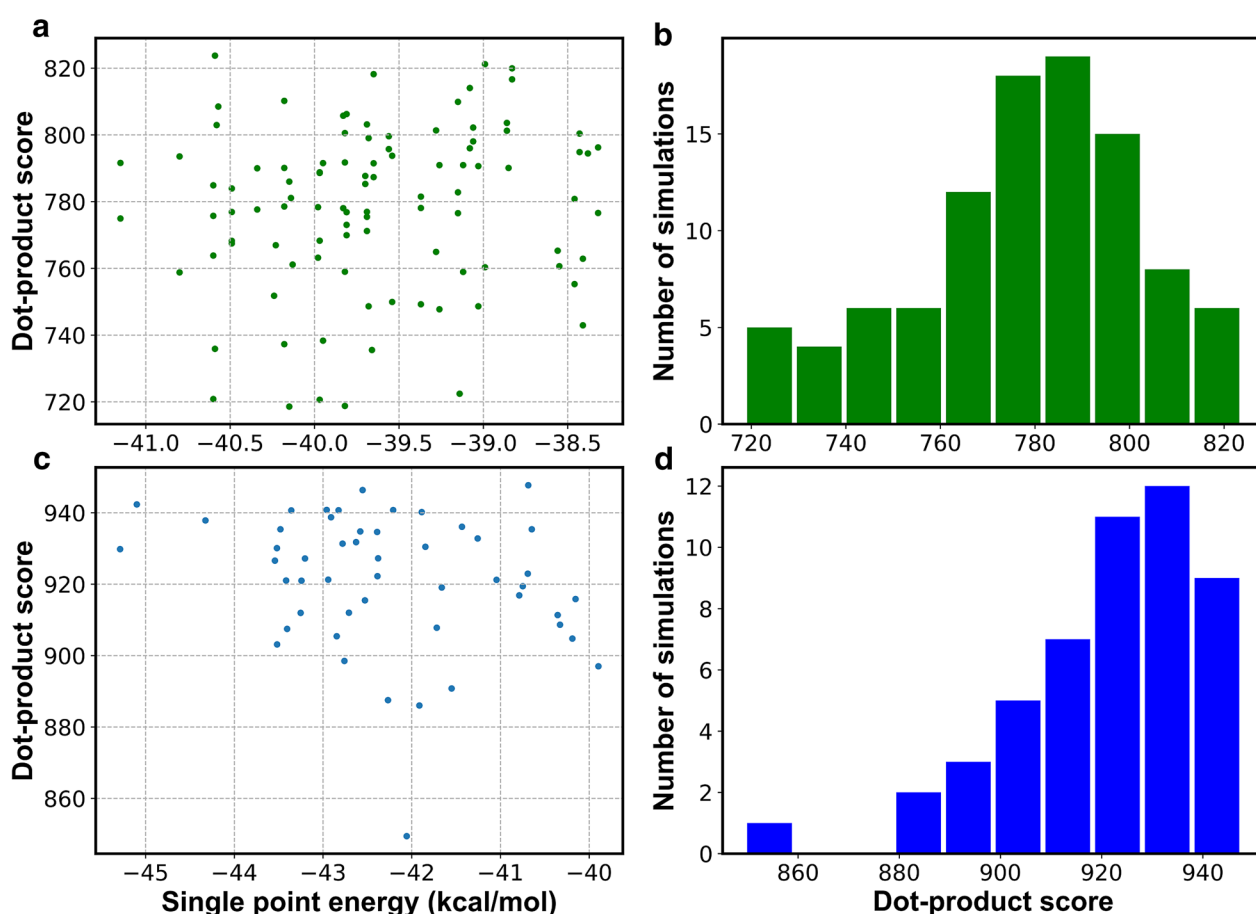 a
Dot-product score
820
800
780
760
740
720
−41.0 −40.5 −40.0 −39.5 −39.0 −38.5
b
Number of simulations
15
10
5
0
720 740 760 780 800 820
c
Dot-product score
940
920
900
880
860
−45 −44 −43 −42 −41 −40
Single point energy (kcal/mol)
d
Number of simulations
12
10
8
6
4
2
0
860 880 900 920 940
Dot-product score